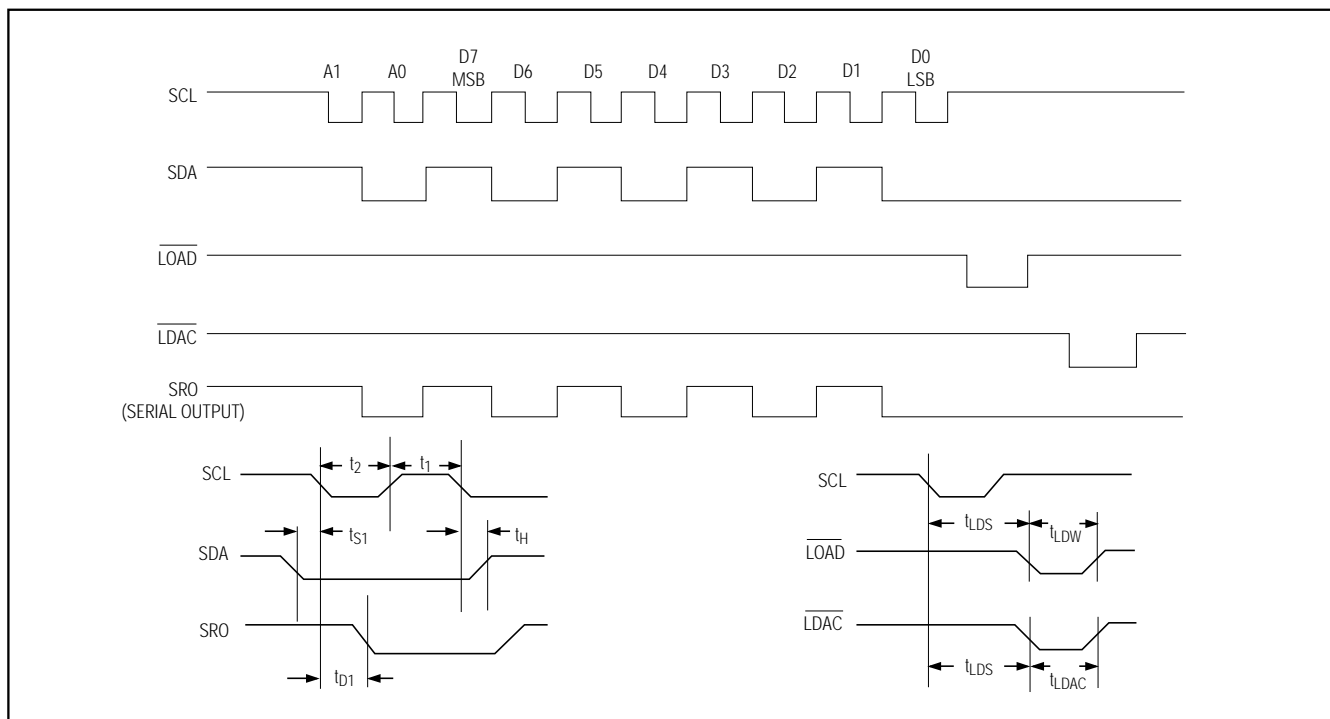 A1 A0 D7 MSB D6 D5 D4 D3 D2 D1 D0 LSB
SCL
SDA
LOAD
LDAC
SRO
(SERIAL OUTPUT)
SCL t2 t1
tS1 tH
SDA
SRO
tD1
SCL
tLDS tLDW
LOAD
LDAC
tLDS tLDAC